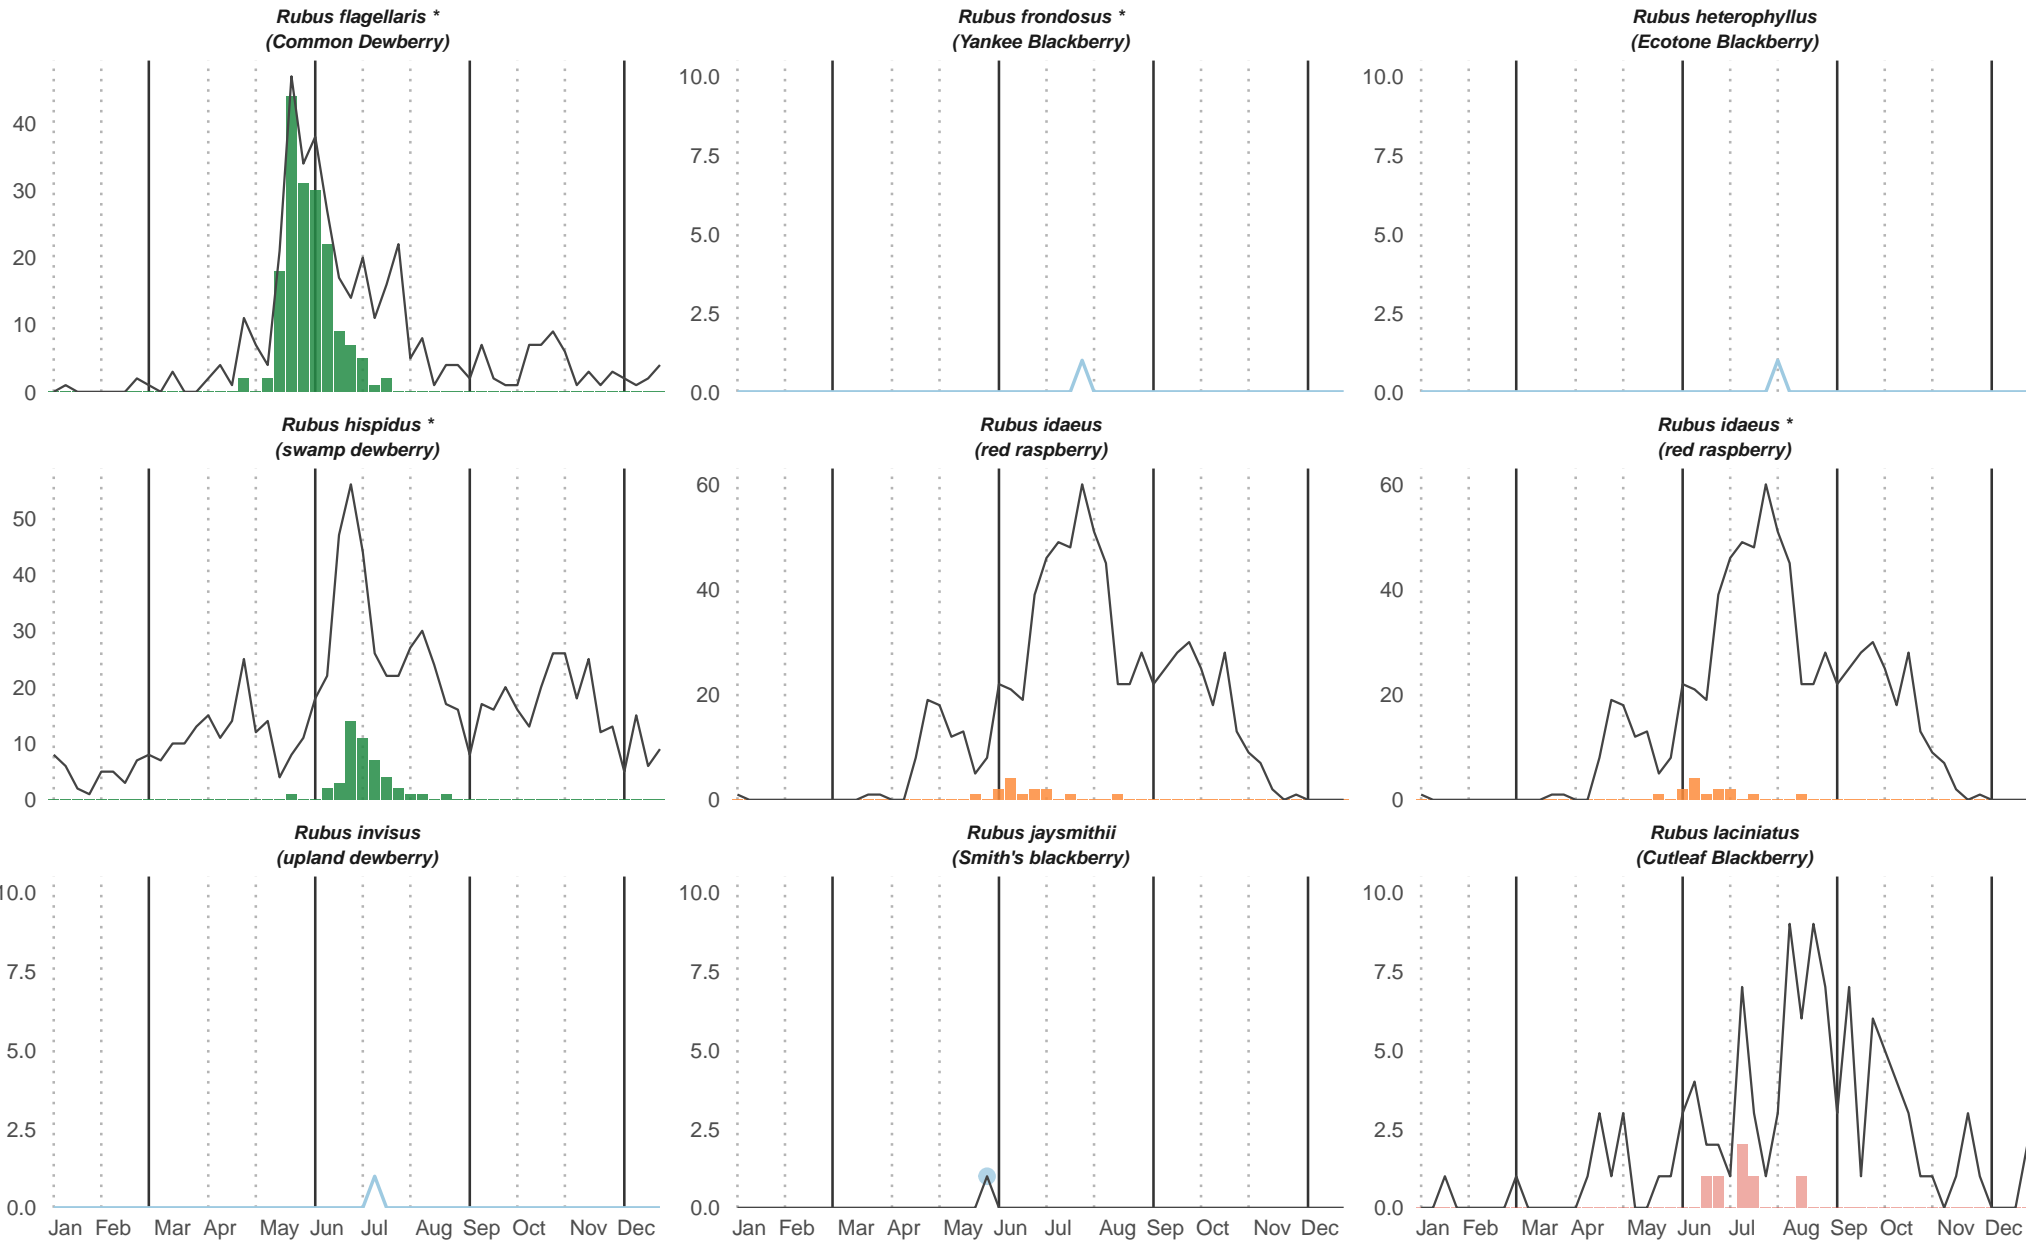 Rubus flagellaris *
(Common Dewberry)
Rubus frondosus *
(Yankee Blackberry)
Rubus heterophyllus
(Ecotone Blackberry)
40
30
20
10
0
10.0
7.5
5.0
2.5
0.0
10.0
7.5
5.0
2.5
0.0
Rubus hispidus *
(swamp dewberry)
Rubus idaeus
(red raspberry)
Rubus idaeus *
(red raspberry)
50
40
30
20
10
0
60
40
20
0
60
40
20
0
Rubus invisus
(upland dewberry)
Rubus jaysmithii
(Smith's blackberry)
Rubus laciniatus
(Cutleaf Blackberry)
10.0
7.5
5.0
2.5
0.0
10.0
7.5
5.0
2.5
0.0
10.0
7.5
5.0
2.5
0.0
Jan Feb Mar Apr May Jun Jul Aug Sep Oct Nov Dec
Jan Feb Mar Apr May Jun Jul Aug Sep Oct Nov Dec
Jan Feb Mar Apr May Jun Jul Aug Sep Oct Nov Dec